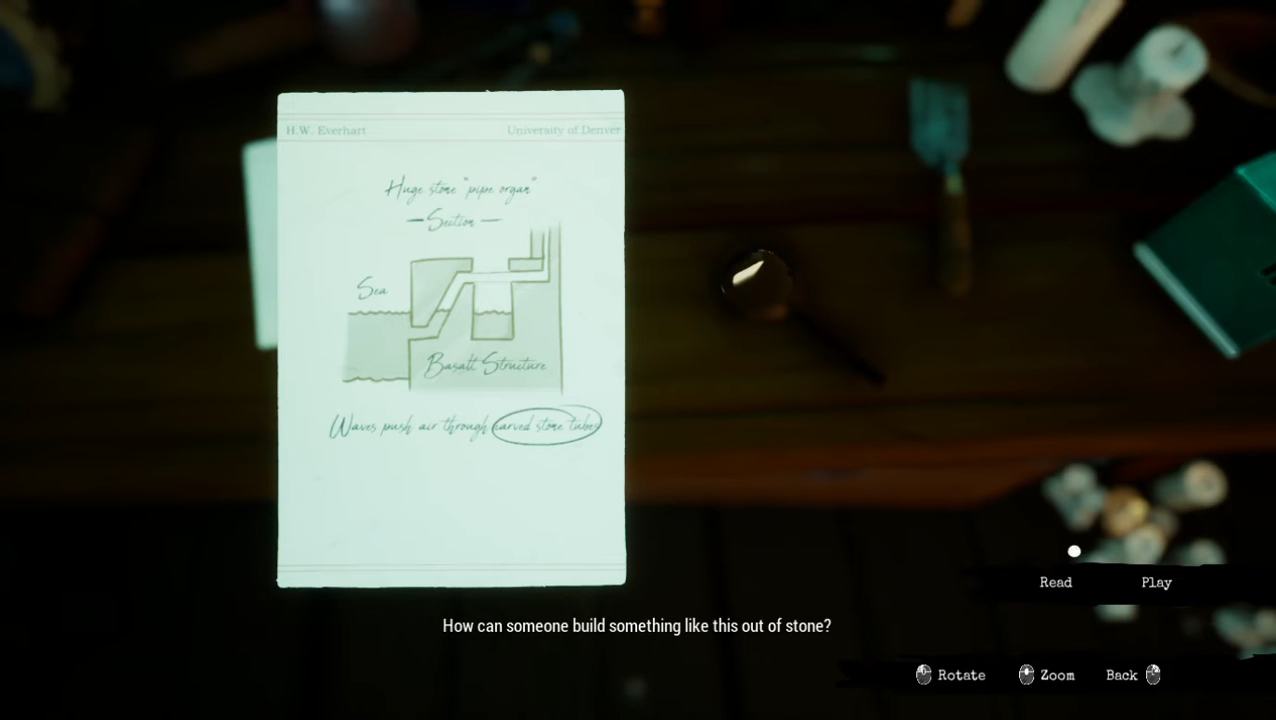 H.W. Everhart University of Denver
Huge stone "pipe organ"
— Section —
Sea
Basalt Structure
Waves push air through carved stone tubes
Read Play
How can someone build something like this out of stone?
Rotate Zoom Back